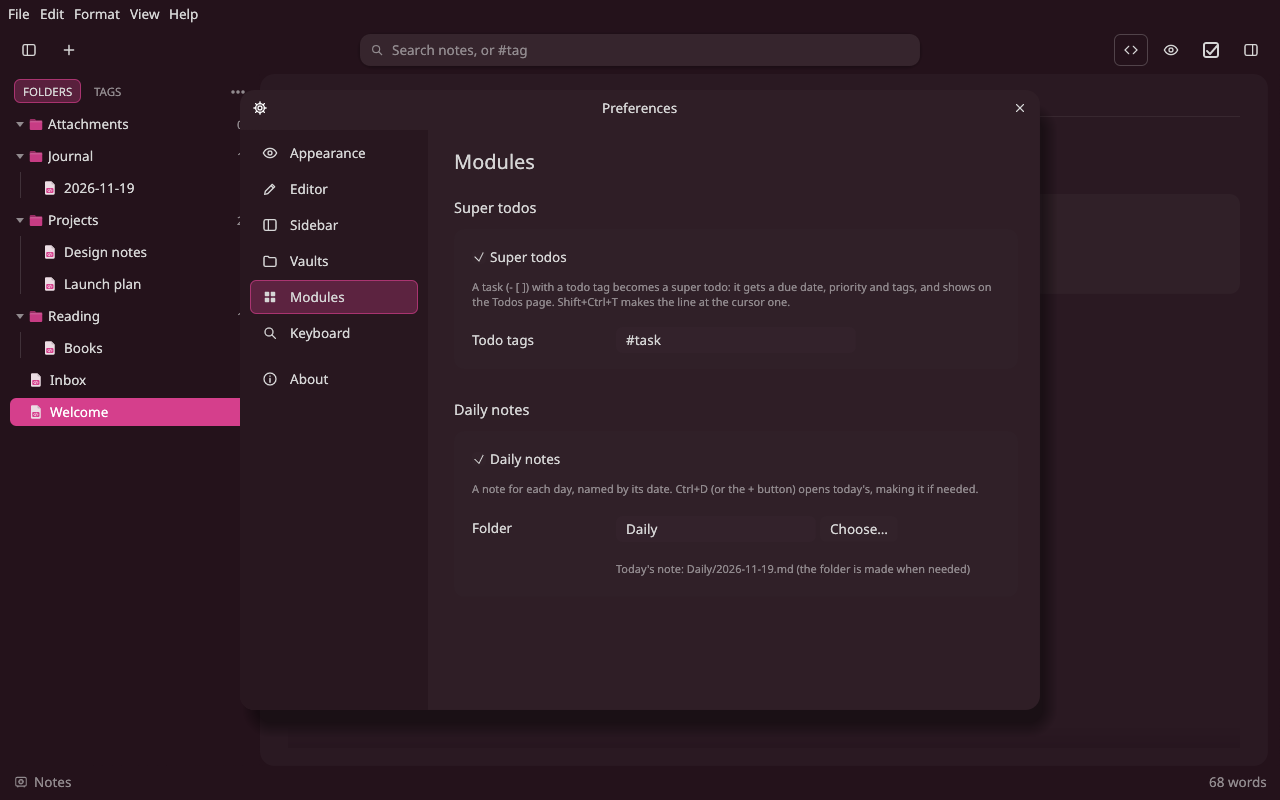 File Edit Format View Help
Search notes, or #tag
FOLDERS TAGS
Attachments
Journal
2026-11-19
Projects
Design notes
Launch plan
Reading
Books
Inbox
Welcome
Preferences
Appearance
Editor
Sidebar
Vaults
Modules
Keyboard
About
Modules
Super todos
Super todos
A task (- [ ]) with a todo tag becomes a super todo: it gets a due date, priority and tags, and shows on
the Todos page. Shift+Ctrl+T makes the line at the cursor one.
Todo tags #task
Daily notes
Daily notes
A note for each day, named by its date. Ctrl+D (or the + button) opens today's, making it if needed.
Folder Daily Choose...
Today's note: Daily/2026-11-19.md (the folder is made when needed)
Notes
68 words